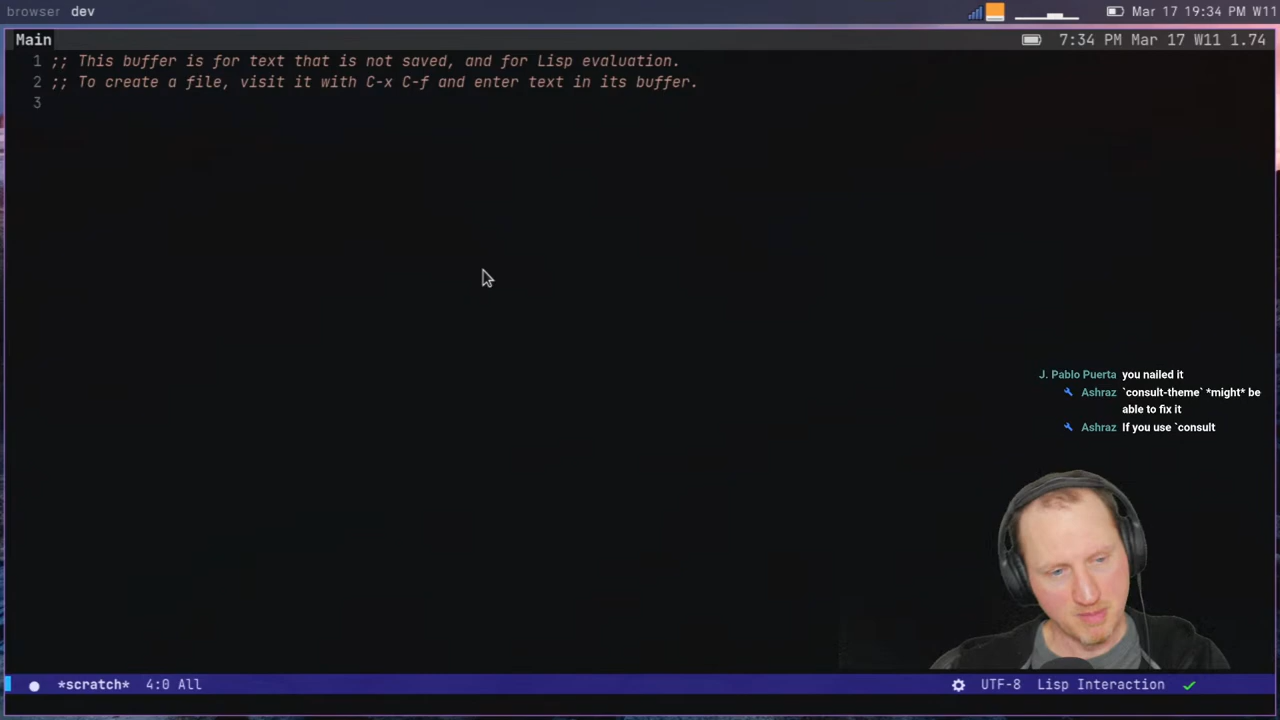 browser dev
Mar 17 19:34 PM W11
Main
7:34 PM Mar 17 W11 1.74
1 ;; This buffer is for text that is not saved, and for Lisp evaluation.
2 ;; To create a file, visit it with C-x C-f and enter text in its buffer.
3
J. Pablo Puerta you nailed it
Ashraz `consult-theme` *might* be
able to fix it
Ashraz If you use `consult
*scratch* 4:0 All
UTF-8 Lisp Interaction